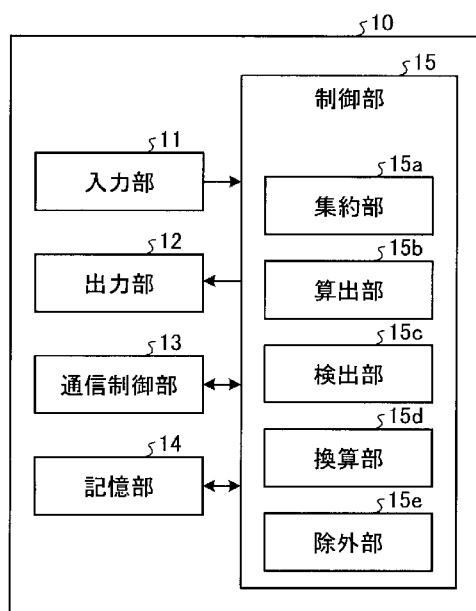 10
15
制御部
11
入力部
12
出力部
13
通信制御部
14
記憶部
15a
集約部
15b
算出部
15c
検出部
15d
換算部
15e
除外部